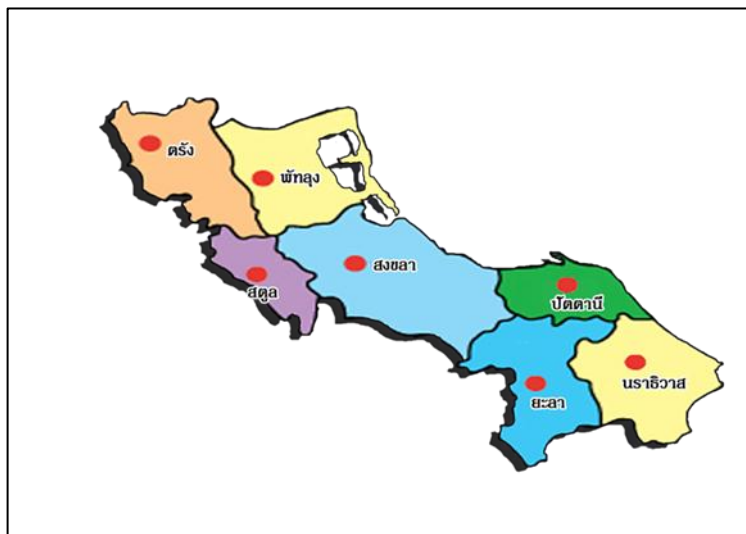 ตรัง
พัทลุง
สงขลา
สตูล
ปัตตานี
นราธิวาส
ยะลา